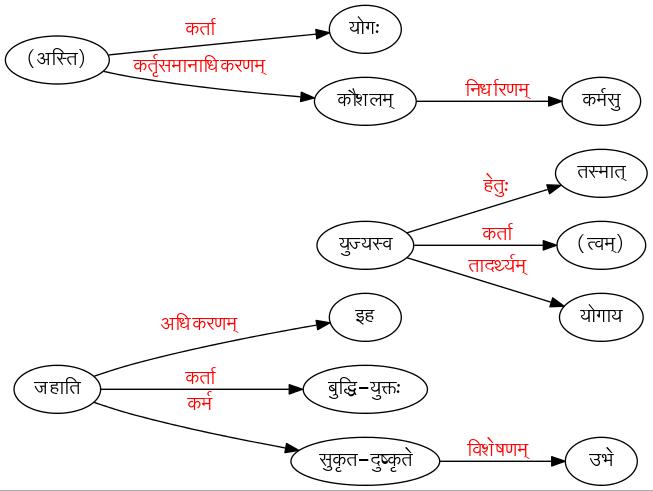 कर्ता
योगः
(अस्ति)
कर्तृसमानाधिकरणम्
कौशलम्
निर्धारणम्
कर्मसु
तस्मात्
हेतुः
युज्यस्व
कर्ता
(त्वम्)
तादर्थ्यम्
योगाय
अधिकरणम्
इह
जहाति
कर्ता
बुद्धि-युक्तः
कर्म
सुकृत-दुष्कृते
विशेषणम्
उभे